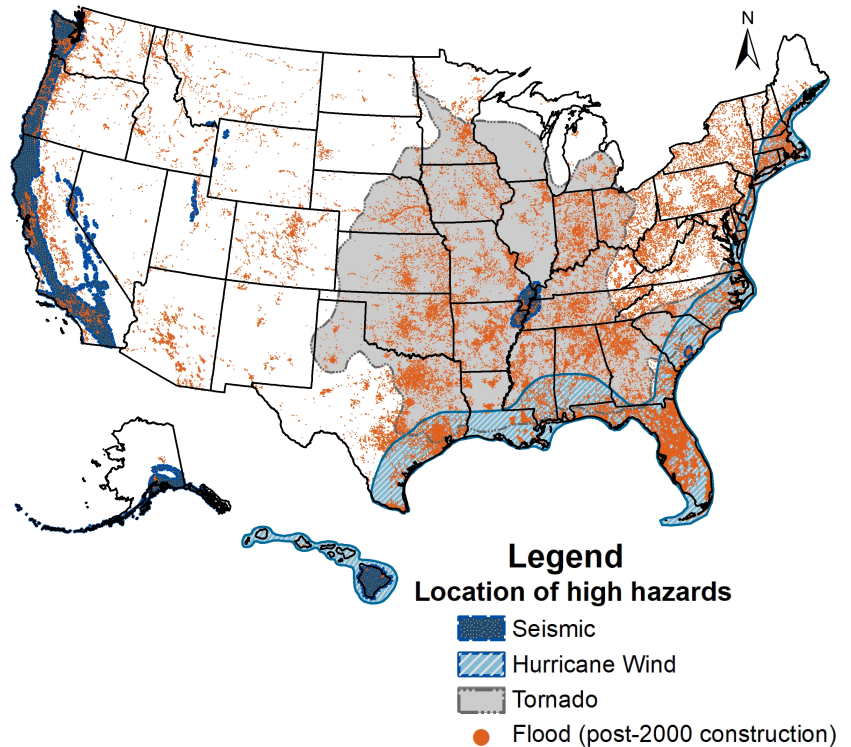 N
Legend
Location of high hazards
Seismic
Hurricane Wind
Tornado
Flood (post-2000 construction)